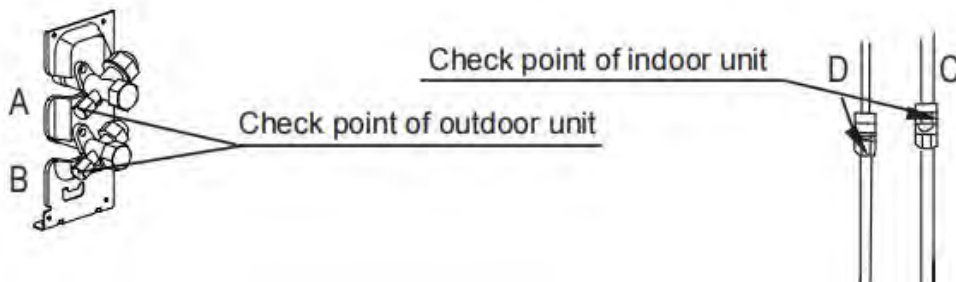 Check point of indoor unit
D
C
A
Check point of outdoor unit
B